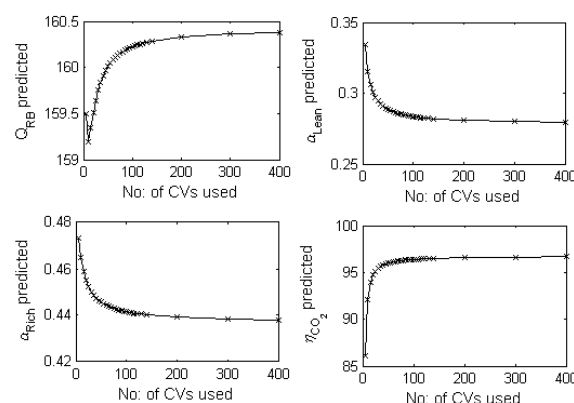 160.5
160
159.5
159
0 100 200 300 400
Q_RB predicted
No: of CVs used
0.35
0.3
0.25
0 100 200 300 400
α_Lean predicted
No: of CVs used
0.48
0.46
0.44
0.42
0 100 200 300 400
α_Rich predicted
No: of CVs used
100
95
90
85
0 100 200 300 400
η_CO₂ predicted
No: of CVs used